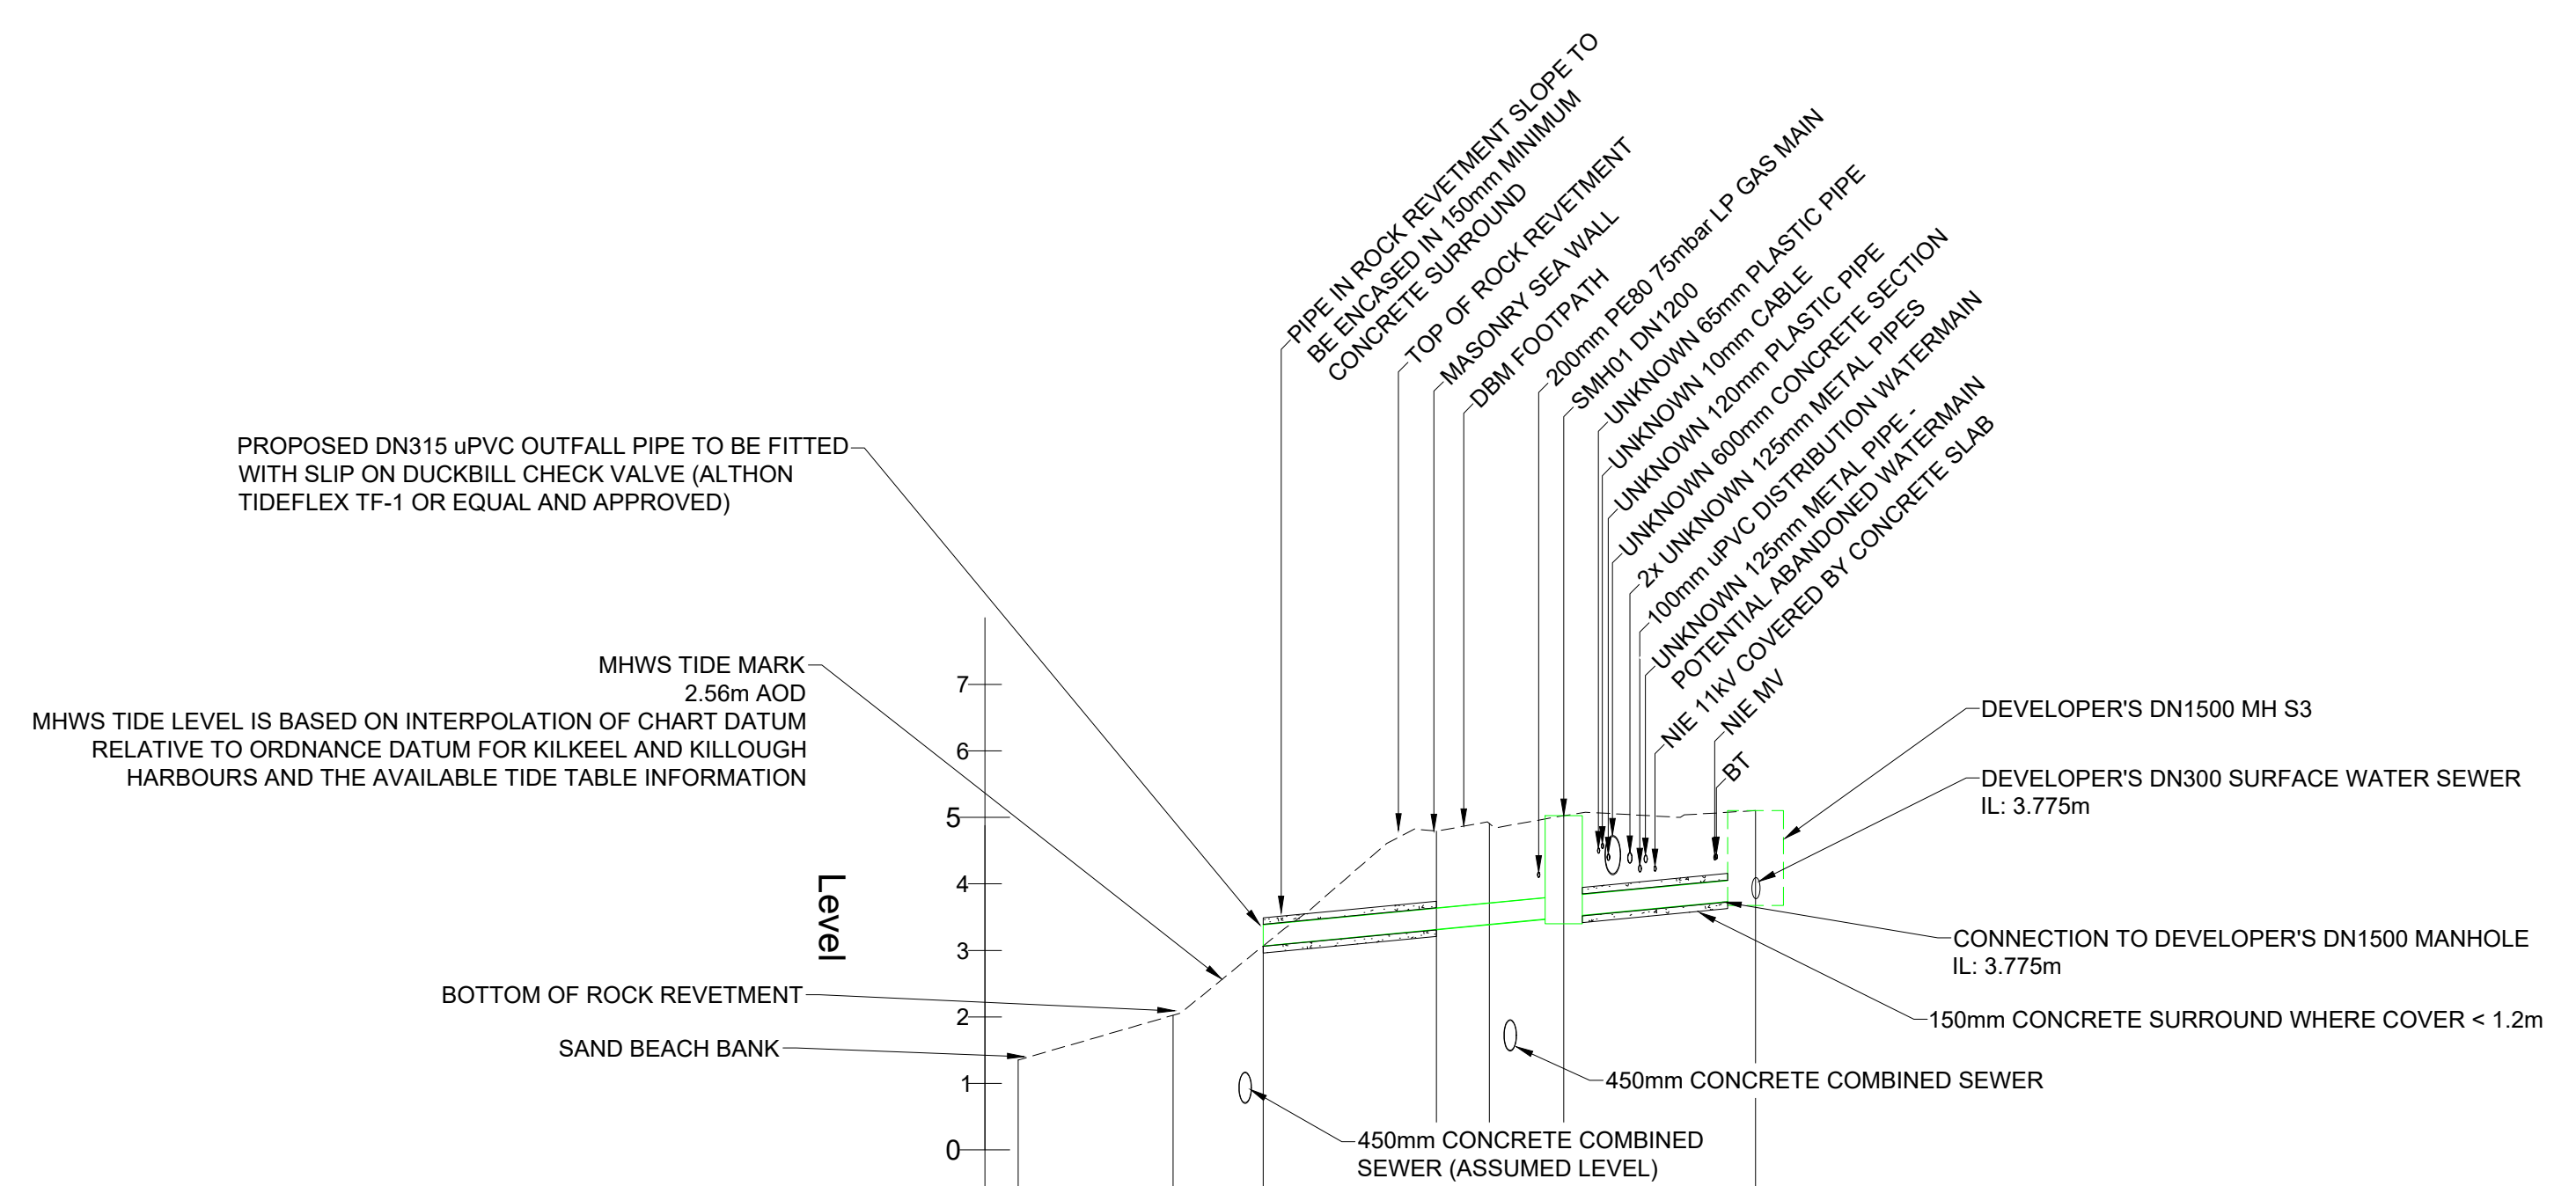 PIPE IN ROCK REVETMENT SLOPE TO
BE ENCASED IN 150mm MINIMUM
CONCRETE SURROUND
TOP OF ROCK REVETMENT
MASONRY SEA WALL
DBM FOOTPATH
200mm PE80 75mbar LP GAS MAIN
SMH01 DN1200
UNKNOWN 65mm PLASTIC PIPE
UNKNOWN 10mm CABLE
UNKNOWN 120mm PLASTIC PIPE
UNKNOWN 600mm CONCRETE SECTION
2x UNKNOWN 125mm METAL PIPES
100mm uPVC DISTRIBUTION WATERMAIN
UNKNOWN 125mm METAL PIPE -
POTENTIAL ABANDONED WATERMAIN
NIE 11kV COVERED BY CONCRETE SLAB
NIE MV
BT
PROPOSED DN315 uPVC OUTFALL PIPE TO BE FITTED
WITH SLIP ON DUCKBILL CHECK VALVE (ALTHON
TIDEFLEX TF-1 OR EQUAL AND APPROVED)
MHWS TIDE MARK
2.56m AOD
MHWS TIDE LEVEL IS BASED ON INTERPOLATION OF CHART DATUM
RELATIVE TO ORDNANCE DATUM FOR KILKEEL AND KILLOUGH
HARBOURS AND THE AVAILABLE TIDE TABLE INFORMATION
BOTTOM OF ROCK REVETMENT
SAND BEACH BANK
Level
7
6
5
4
3
2
1
0
DEVELOPER'S DN1500 MH S3
DEVELOPER'S DN300 SURFACE WATER SEWER
IL: 3.775m
CONNECTION TO DEVELOPER'S DN1500 MANHOLE
IL: 3.775m
150mm CONCRETE SURROUND WHERE COVER < 1.2m
450mm CONCRETE COMBINED SEWER
450mm CONCRETE COMBINED
SEWER (ASSUMED LEVEL)